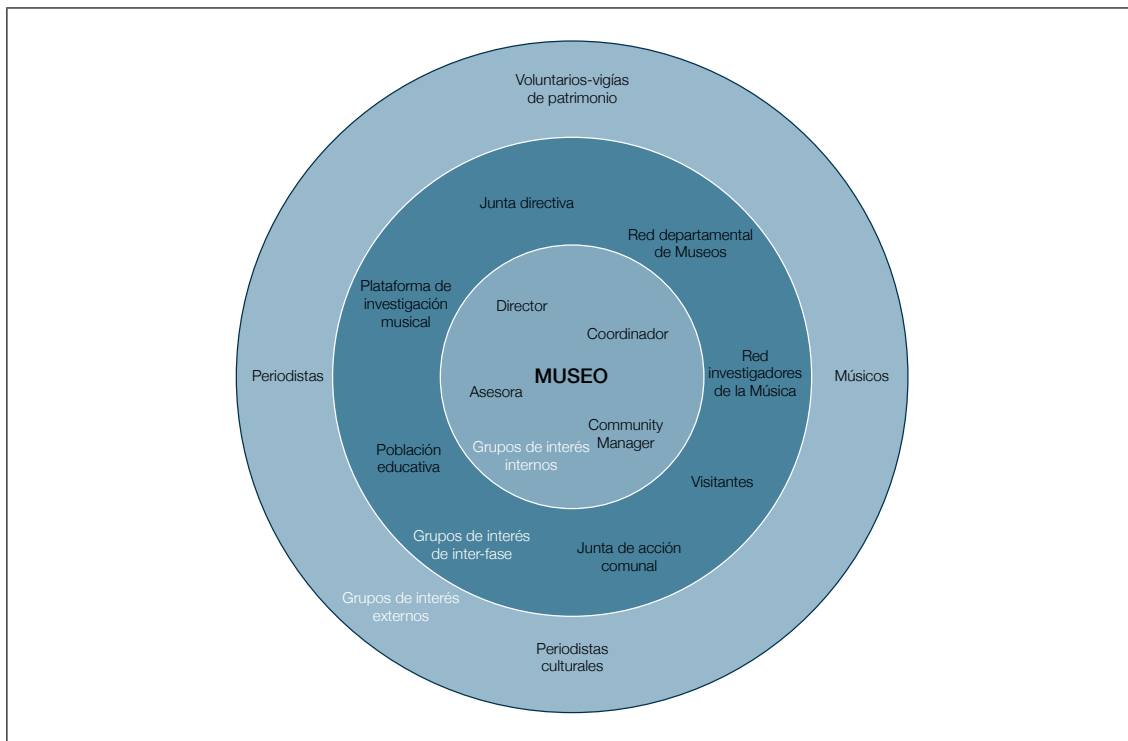 Voluntarios-vigías
de patrimonio
Junta directiva
Red departamental
de Museos
Plataforma de
investigación
musical
Director
Coordinador
Periodistas
MUSEO
Red
investigadores
de la Música
Músicos
Asesora
Community
Manager
Grupos de interés
internos
Población
educativa
Visitantes
Grupos de interés
de inter-fase
Junta de acción
comunal
Grupos de interés
externos
Periodistas
culturales